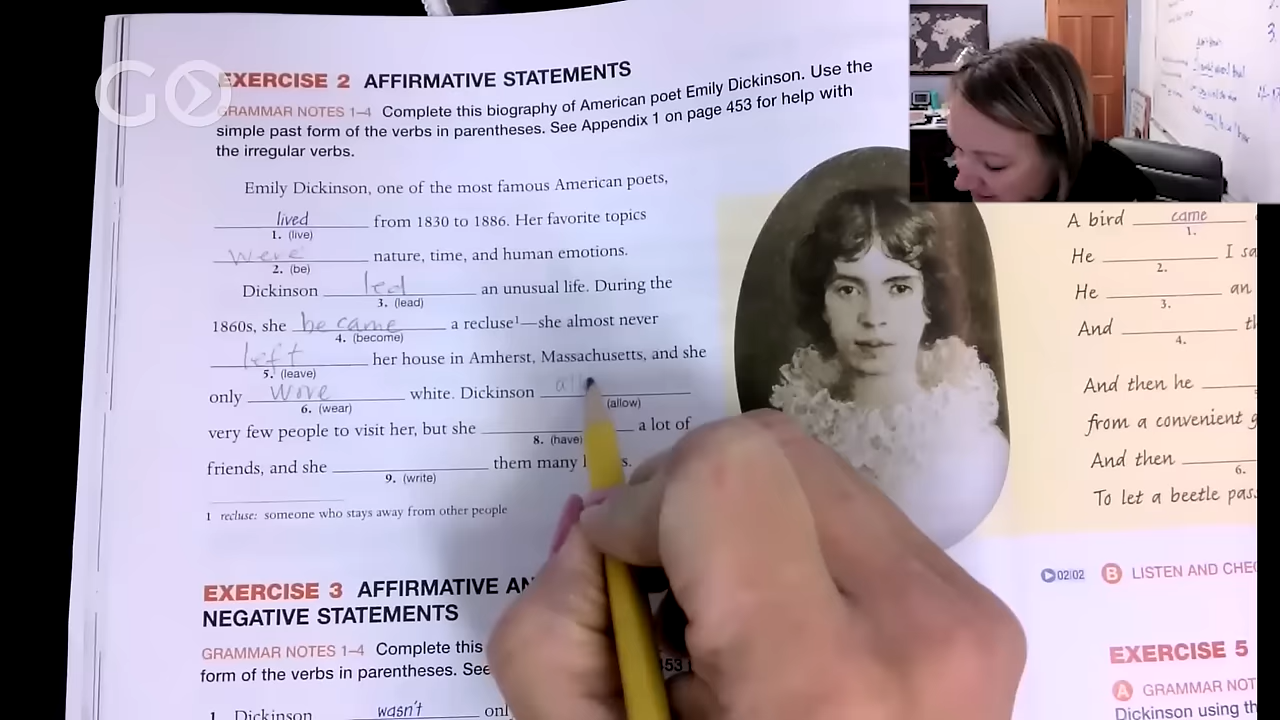 GO
EXERCISE 2 AFFIRMATIVE STATEMENTS
GRAMMAR NOTES 1–4 Complete this biography of American poet Emily Dickinson. Use the
simple past form of the verbs in parentheses. See Appendix 1 on page 453 for help with
the irregular verbs.
Emily Dickinson, one of the most famous American poets,
lived from 1830 to 1886. Her favorite topics
1. (live)
were nature, time, and human emotions.
2. (be)
Dickinson led an unusual life. During the
3. (lead)
1860s, she became a recluse¹—she almost never
4. (become)
left her house in Amherst, Massachusetts, and she
5. (leave)
only wore white. Dickinson all
6. (wear) (allow)
very few people to visit her, but she a lot of
8. (have)
friends, and she them many
9. (write)
1 recluse: someone who stays away from other people
EXERCISE 3 AFFIRMATIVE
NEGATIVE STATEMENTS
GRAMMAR NOTES 1–4 Complete this
form of the verbs in parentheses. See 453
1. Dickinson wasn't
A bird came
1.
He I
2.
He an
3.
And
4.
And then he
from a convenient
And then
6.
To let a beetle
02|02 B LISTEN AND
EXERCISE 5
A GRAMMAR
Dickinson using